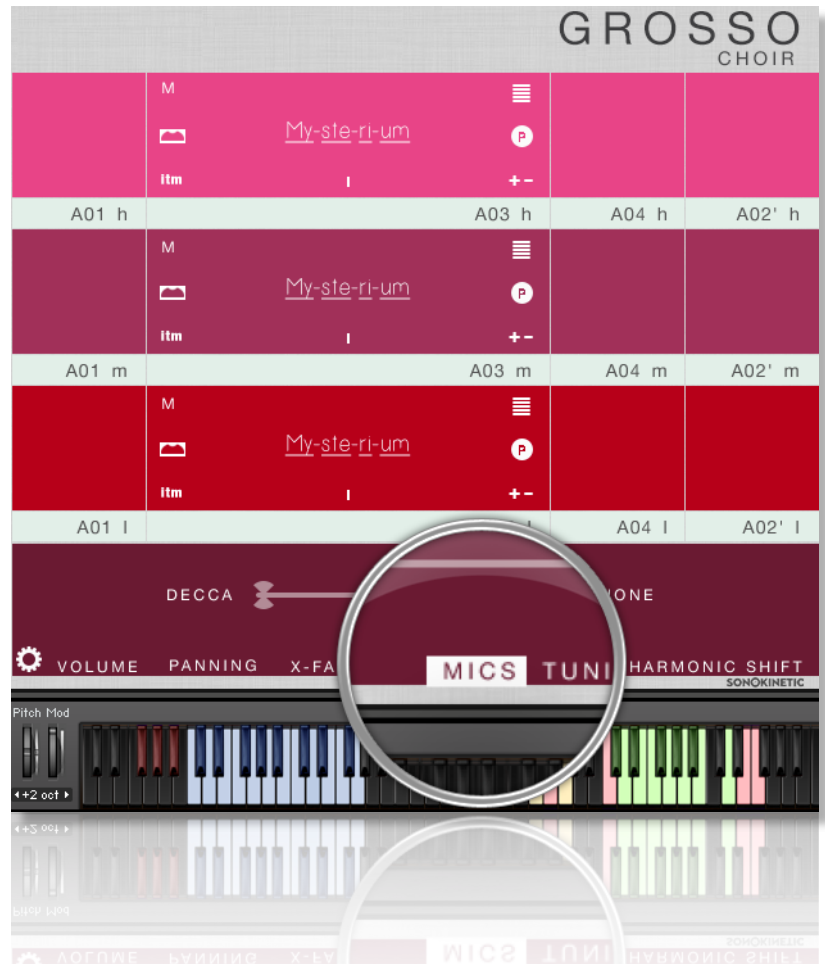 GROSSO
CHOIR
M
My-ste-ri-um
P
itm I + -
A01 h A03 h A04 h A02' h
M
My-ste-ri-um
P
itm I + -
A01 m A03 m A04 m A02' m
M
My-ste-ri-um
P
itm I + -
A01 l l A04 l A02' l
DECCA ONE
VOLUME PANNING X-FA MICS TUNI HARMONIC SHIFT
SONOKINETIC
Pitch Mod
+2 oct